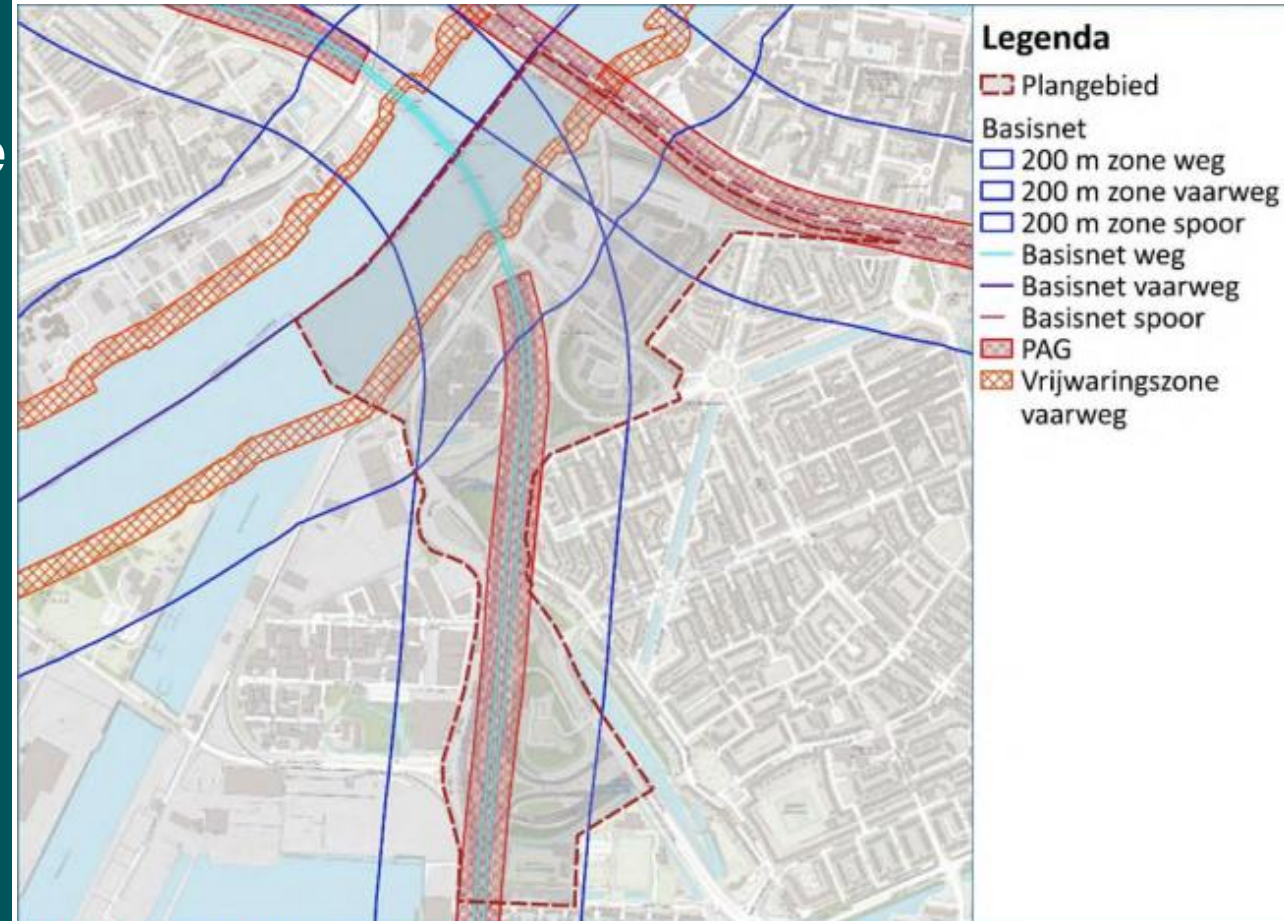 e
Legenda
Plangebied
Basisnet
200 m zone weg
200 m zone vaarweg
200 m zone spoor
Basisnet weg
Basisnet vaarweg
Basisnet spoor
PAG
Vrijwaringszone
vaarweg